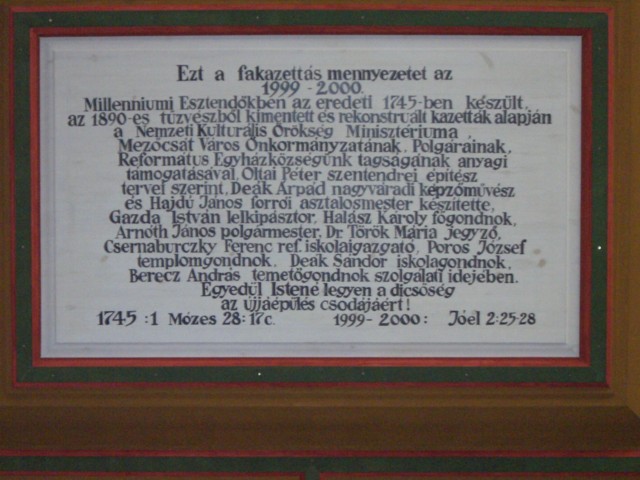 Ezt a fakazettás mennyezetet az
1999 - 2000.
Millenniumi Esztendőkben az eredeti 1745-ben készült,
az 1890-es tűzvészből kimentett és rekonstruált kazetták alapján
a Nemzeti Kulturális Örökség Minisztériuma,
Mezőcsát Város Önkormányzatának, Polgárainak,
Református Egyházközségünk tagságának anyagi
támogatásával, Oltai Péter szentendrei építész
tervei szerint, Deák Árpád nagyváradi képzőművész
és Hajdú János forrói asztalosmester készítette,
Gazda István lelkipásztor, Halász Károly főgondnok,
Arnóth János polgármester, Dr. Török Mária jegyző,
Csernaburczky Ferenc ref. iskolaigazgató, Poros József
templomgondnok, Deák Sándor iskolagondnok,
Berecz András temetőgondnok szolgálati idejében.
Egyedül Istené legyen a dicsőség
az újjáépülés csodájáért!
1745 :1 Mózes 28:17c. 1999- 2000: Jóel 2:25-28